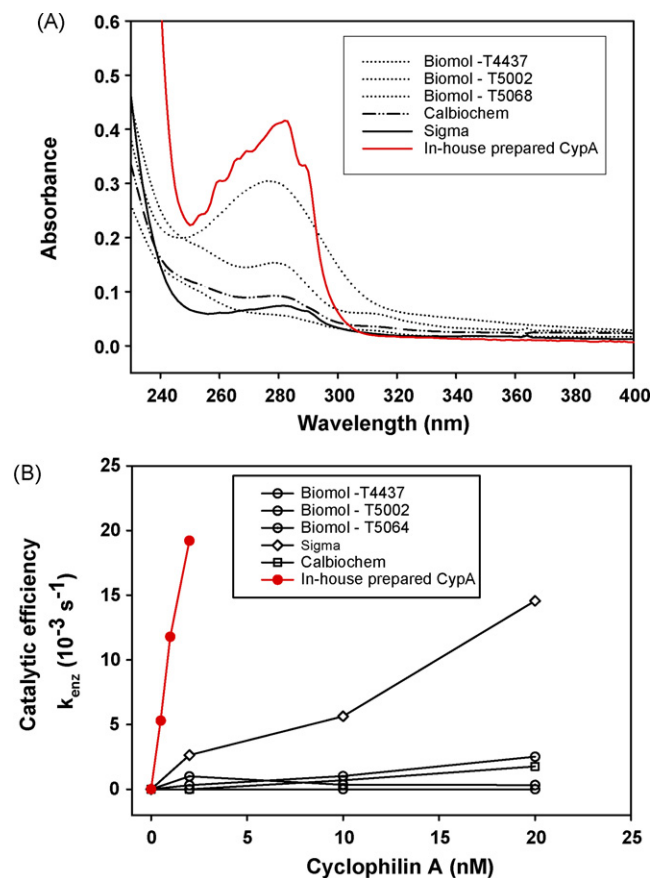 (A)
0.6
0.5
0.4
0.3
0.2
0.1
0.0
Absorbance
Biomol -T4437
Biomol - T5002
Biomol - T5068
Calbiochem
Sigma
In-house prepared CypA
240 260 280 300 320 340 360 380 400
Wavelength (nm)
(B)
25
20
15
10
5
0
Catalytic efficiency
k_enz (10^-3 s^-1)
Biomol -T4437
Biomol - T5002
Biomol - T5064
Sigma
Calbiochem
In-house prepared CypA
0 5 10 15 20 25
Cyclophilin A (nM)